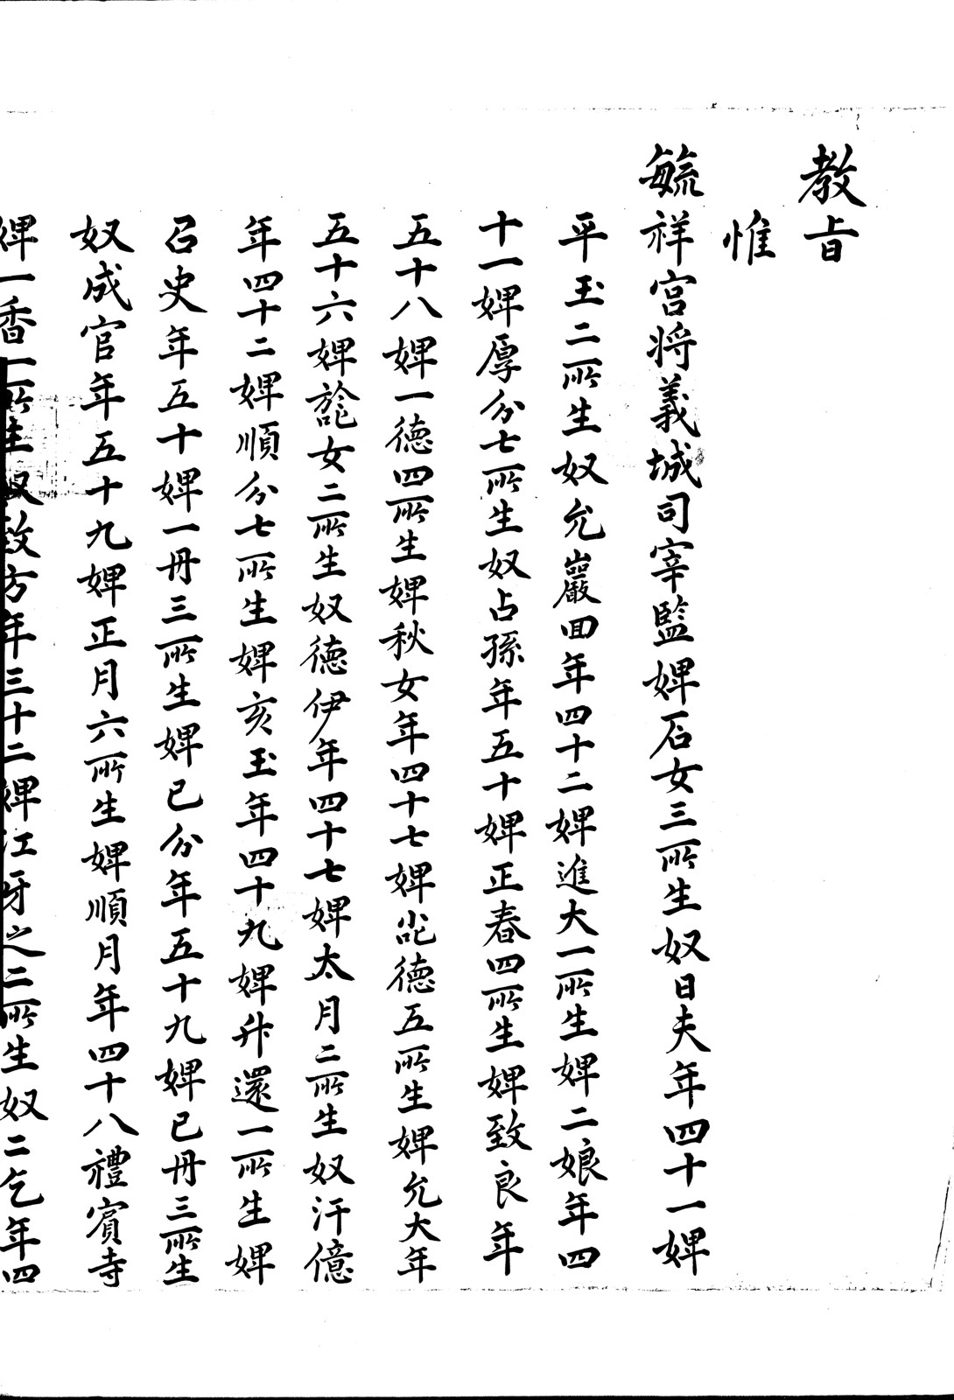 教旨
惟
毓祥宮将義城司宰監婢石女三所生奴日夫年四十一婢
平玉二所生奴允巖回年四十二婢進大一所生婢二娘年四
十一婢厚分七所生奴占孫年五十婢正春四所生婢致良年
五十八婢一德四所生婢秋女年四十七婢德五所生婢允大年
五十六婢女二所生奴德伊年四十七婢太月二所生奴汗億
年四十二婢順分七所生婢亥玉年四十九婢升還一所生婢
召史年五十婢一丹三所生婢已分年五十九婢已丹三所生
奴成官年五十九婢正月六所生婢順月年四十八禮賓寺
婢一香二所生奴致方年三十二婢江牙之二所生奴二乞年四